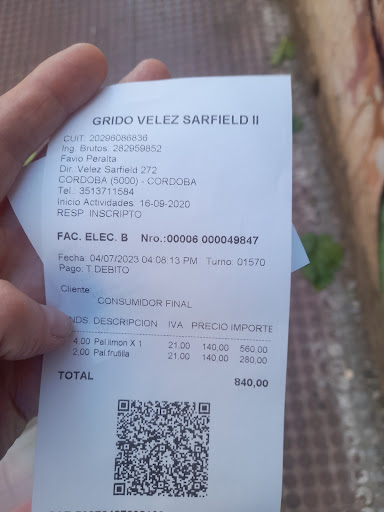 GRIDO VELEZ SARFIELD II
CUIT: 20296086836
Ing. Brutos: 282959852
Favio Peralta
Dir. Velez Sarfield 272
CORDOBA (5000) - CORDOBA
Tel.: 3513711584
Inicio Actividades: 16-09-2020
RESP. INSCRIPTO
FAC. ELEC. B Nro.:00006 000049847
Fecha: 04/07/2023 04:08:13 PM Turno: 01570
Pago: T.DEBITO
Cliente:
CONSUMIDOR FINAL
NDS. DESCRIPCION IVA PRECIO IMPORTE
4.00 Pal.limon X 1 21.00 140.00 560.00
2.00 Pal.frutilla 21.00 140.00 280.00
TOTAL 840,00